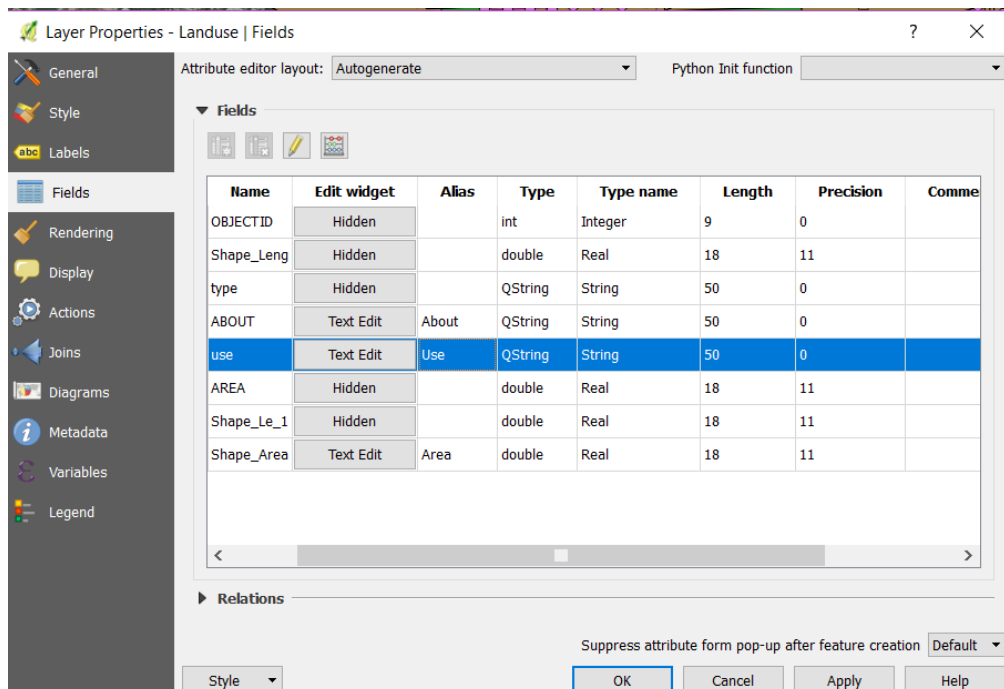 Layer Properties - Landuse | Fields ?
General
Style
abc Labels
Fields
Rendering
Display
Actions
Joins
Diagrams
Metadata
Variables
Legend
Attribute editor layout: Autogenerate Python Init function
Fields
Name Edit widget Alias Type Type name Length Precision Comme
OBJECTID Hidden int Integer 9 0
Shape_Leng Hidden double Real 18 11
type Hidden QString String 50 0
ABOUT Text Edit About QString String 50 0
use Text Edit Use QString String 50 0
AREA Hidden double Real 18 11
Shape_Le_1 Hidden double Real 18 11
Shape_Area Text Edit Area double Real 18 11
Relations
Suppress attribute form pop-up after feature creation Default
Style OK Cancel Apply Help